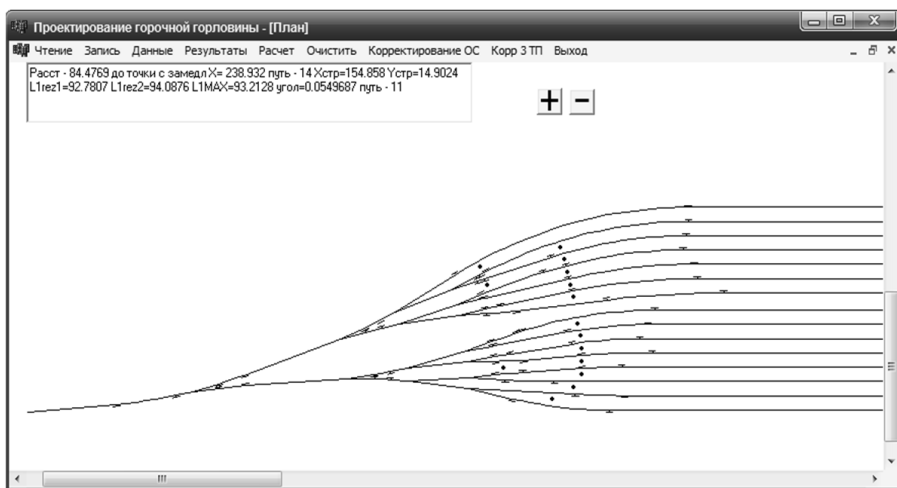 Проектирование горочной горловины - [План]
Чтение Запись Данные Результаты Расчет Очистить Корректирование ОС Корр 3 ТП Выход
Расст - 84.4769 до точки с замедл X= 238.932 путь - 14 Xстр=154.858 Yстр=14.9024
L1rez1=92.7807 L1rez2=94.0876 L1MAX=93.2128 угол=0.0549687 путь - 11